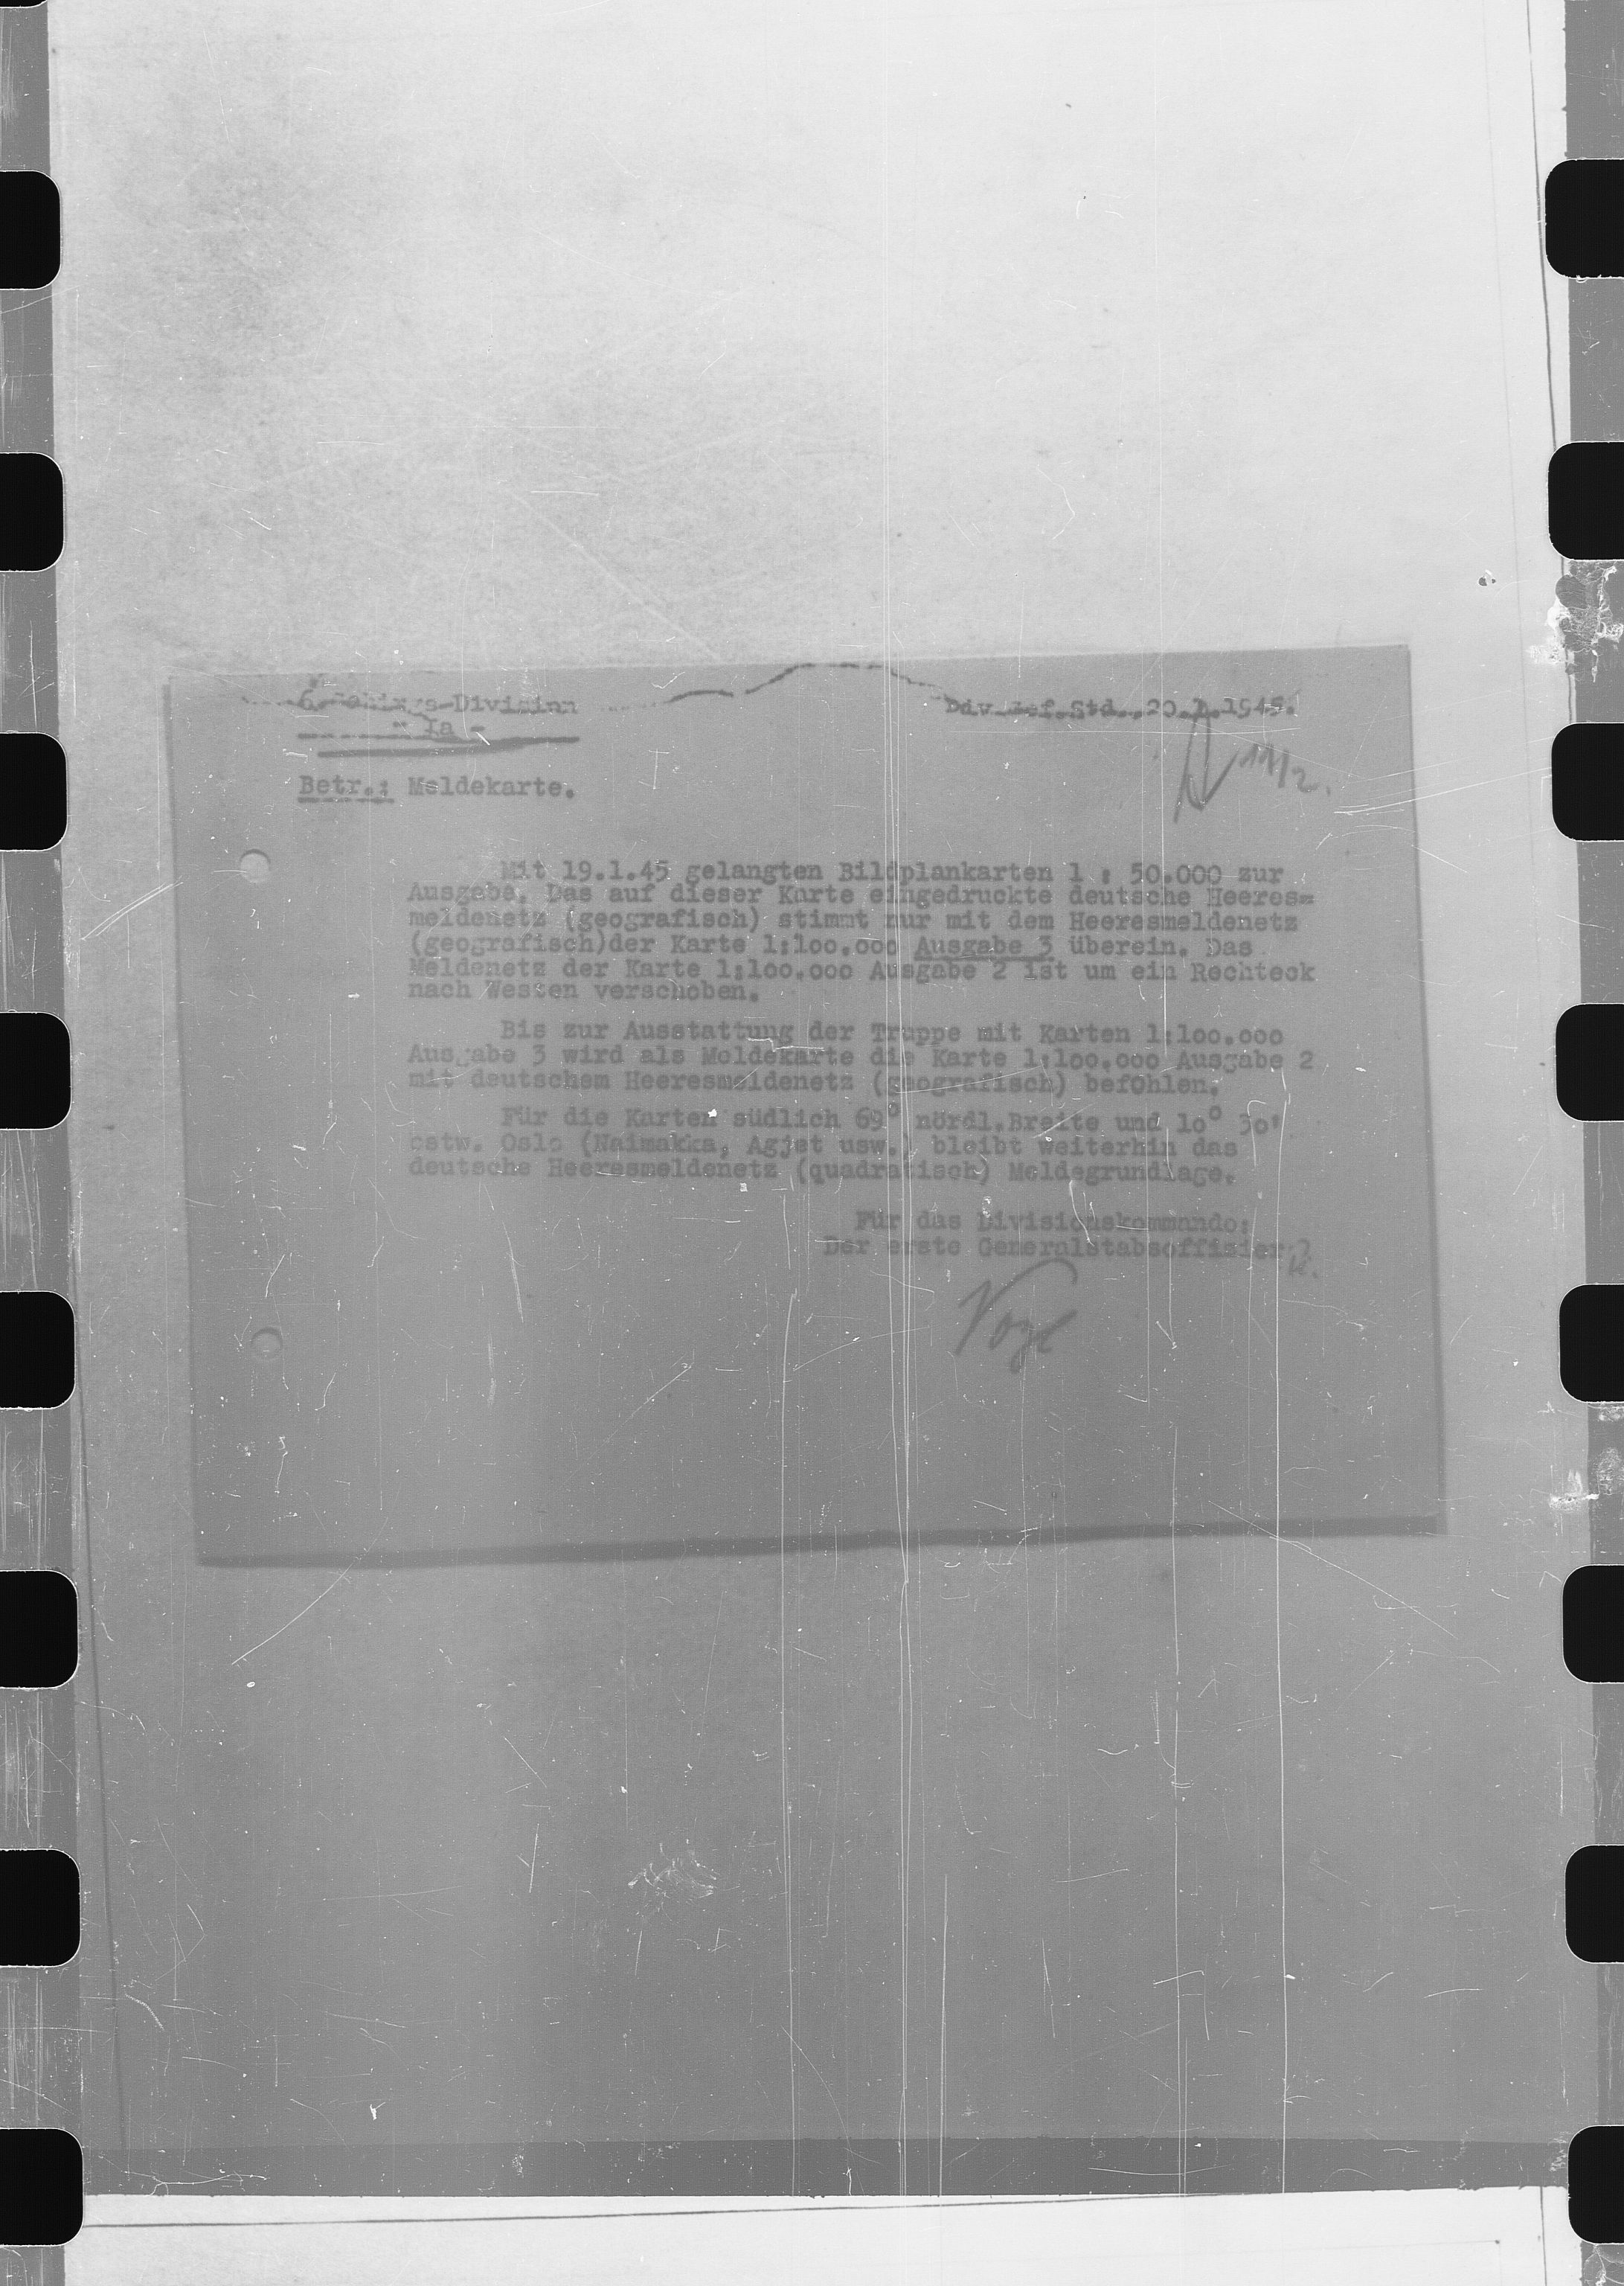 6. Gebirgs-Division
- Ia -
Div.Gef.Std., 20.1.1945.
11/2.
Betr.: Meldekarte.
Mit 19.1.45 gelangten Bildplankarten 1 : 50.000 zur
Ausgabe. Das auf dieser Karte eingedruckte deutsche Heeres=
meldenetz (geografisch) stimmt nur mit dem Heeresmeldenetz
(geografisch)der Karte 1:100.000 Ausgabe 3 überein. Das
Meldenetz der Karte 1:100.000 Ausgabe 2 ist um ein Rechteck
nach Westen verschoben.
Bis zur Ausstattung der Truppe mit Karten 1:100.000
Ausgabe 3 wird als Meldekarte die Karte 1:100.000 Ausgabe 2
mit deutschem Heeresmeldenetz (geografisch) befohlen.
Für die Karten südlich 69° nördl.Breite und 10° 30'
ostw. Oslo (Naimakka, Agjet usw.) bleibt weiterhin das
deutsche Heeresmeldenetz (quadratisch) Meldegrundlage.
Für das Divisionskommando:
Der erste Generalstabsoffizier